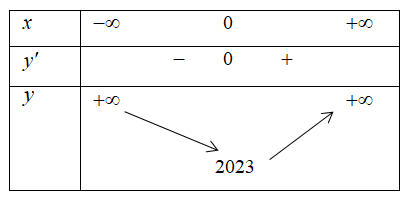 x −∞ 0 +∞
y′ − 0 +
y +∞ +∞
2023